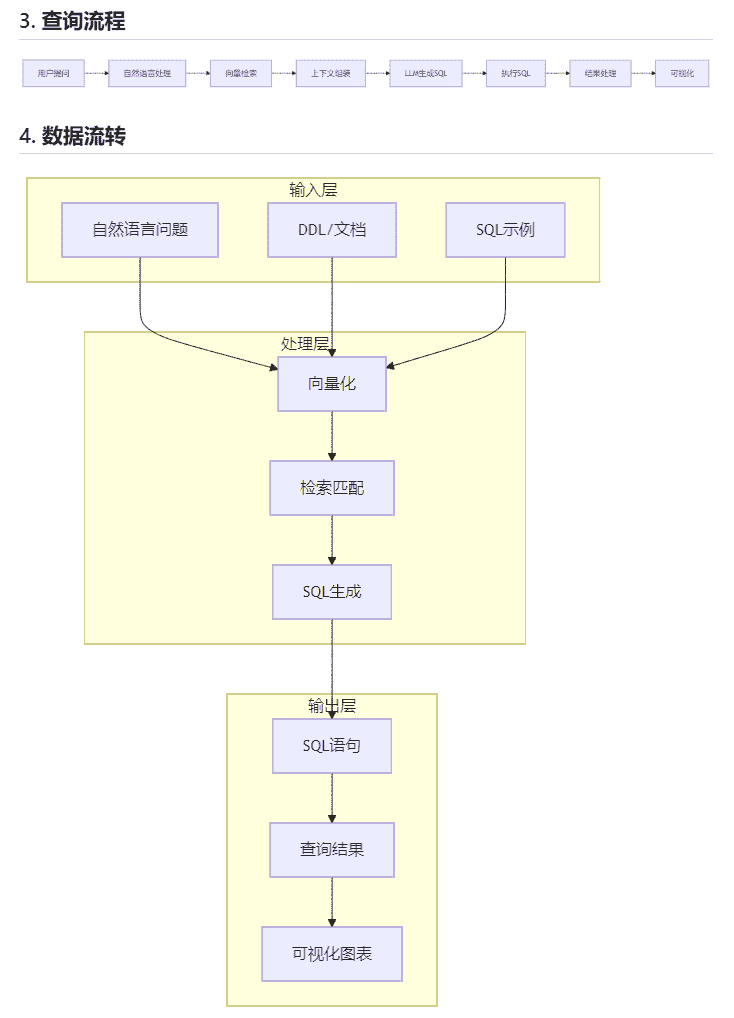 3. 查询流程
用户提问
自然语言处理
向量检索
上下文组装
LLM生成SQL
执行SQL
结果处理
可视化
4. 数据流转
输入层
自然语言问题
DDL/文档
SQL示例
处理层
向量化
检索匹配
SQL生成
输出层
SQL语句
查询结果
可视化图表